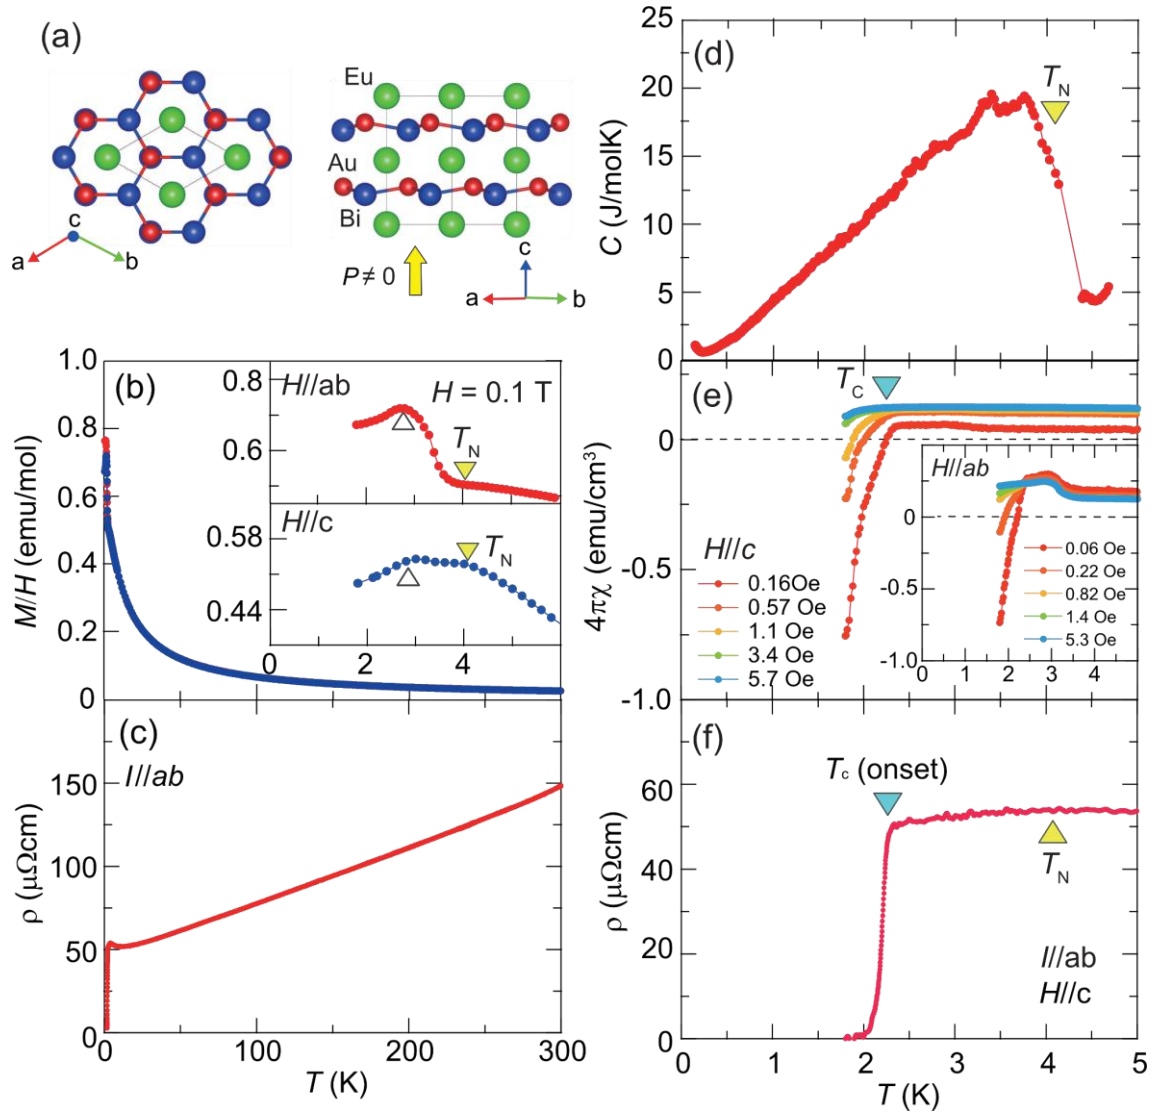 (a)
Eu
Au
Bi
c
a
b
P ≠ 0
c
a
b
(b)
1.0
0.8
0.6
0.4
0.2
0
M/H (emu/mol)
H//ab
H = 0.1 T
0.8
0.6
T_N
H//c
0.58
0.44
T_N
0 2 4
(c)
I//ab
150
100
50
0
ρ (μΩcm)
0 100 200 300
T (K)
(d)
25
20
15
10
5
0
C (J/molK)
T_N
(e)
T_C
0
-0.5
-1.0
4πχ (emu/cm³)
H//c
0.16Oe
0.57 Oe
1.1 Oe
3.4 Oe
5.7 Oe
H//ab
0
-0.5
-1.0
0.06 Oe
0.22 Oe
0.82 Oe
1.4 Oe
5.3 Oe
0 1 2 3 4
(f)
T_c (onset)
80
60
40
20
0
ρ (μΩcm)
T_N
I//ab
H//c
0 1 2 3 4 5
T (K)